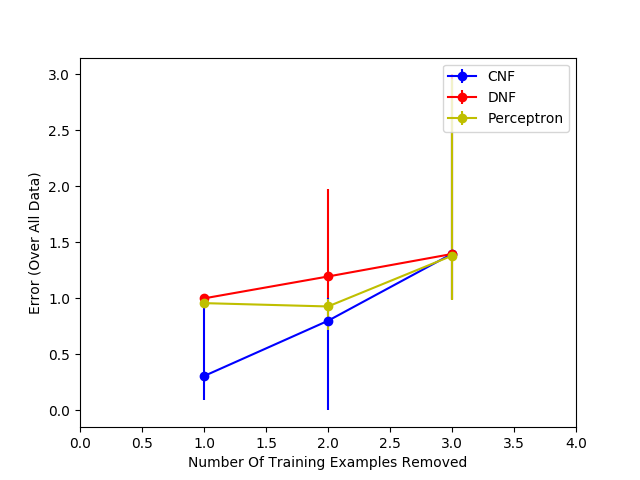 CNF
DNF
Perceptron
3.0
2.5
2.0
1.5
1.0
0.5
0.0
Error (Over All Data)
0.0 0.5 1.0 1.5 2.0 2.5 3.0 3.5 4.0
Number Of Training Examples Removed